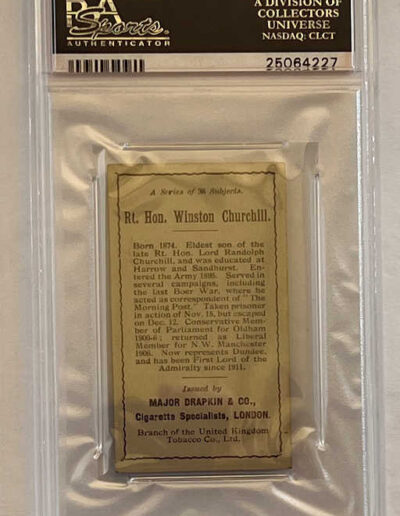 PSA
A DIVISION OF
COLLECTORS
UNIVERSE
NASDAQ: CLCT
Sports
AUTHENTICATOR
25064227
A Series of 96 Subjects.
Rt. Hon. Winston Churchill.
Born 1874. Eldest son of the
late Rt. Hon. Lord Randolph
Churchill, and was educated at
Harrow and Sandhurst. En-
tered the Army 1895. Served in
several campaigns, including
the last Boer War, where he
acted as correspondent of "The
Morning Post." Taken prisoner
in action of Nov. 15, but escaped
on Dec. 12. Conservative Mem-
ber of Parliament for Oldham
1900-6; returned as Liberal
Member for N.W. Manchester
1906. Now represents Dundee,
and has been First Lord of the
Admiralty since 1911.
Issued by
MAJOR DRAPKIN & CO.,
Cigarette Specialists, LONDON.
Branch of the United Kingdom
Tobacco Co., Ltd.